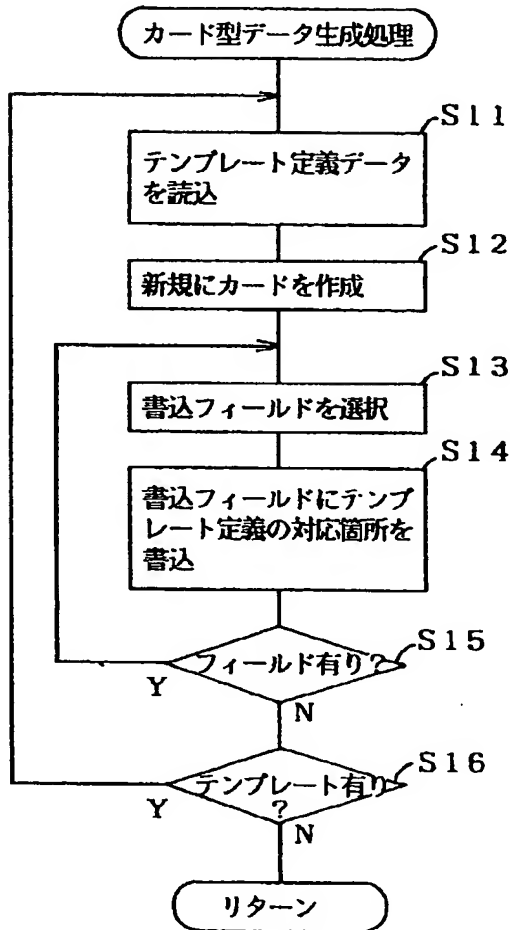 カード型データ生成処理
S11
テンプレート定義データ
を読込
S12
新規にカードを作成
S13
書込フィールドを選択
S14
書込フィールドにテンプ
レート定義の対応箇所を
書込
フィールド有り?
S15
Y
N
テンプレート有り
?
S16
Y
N
リターン